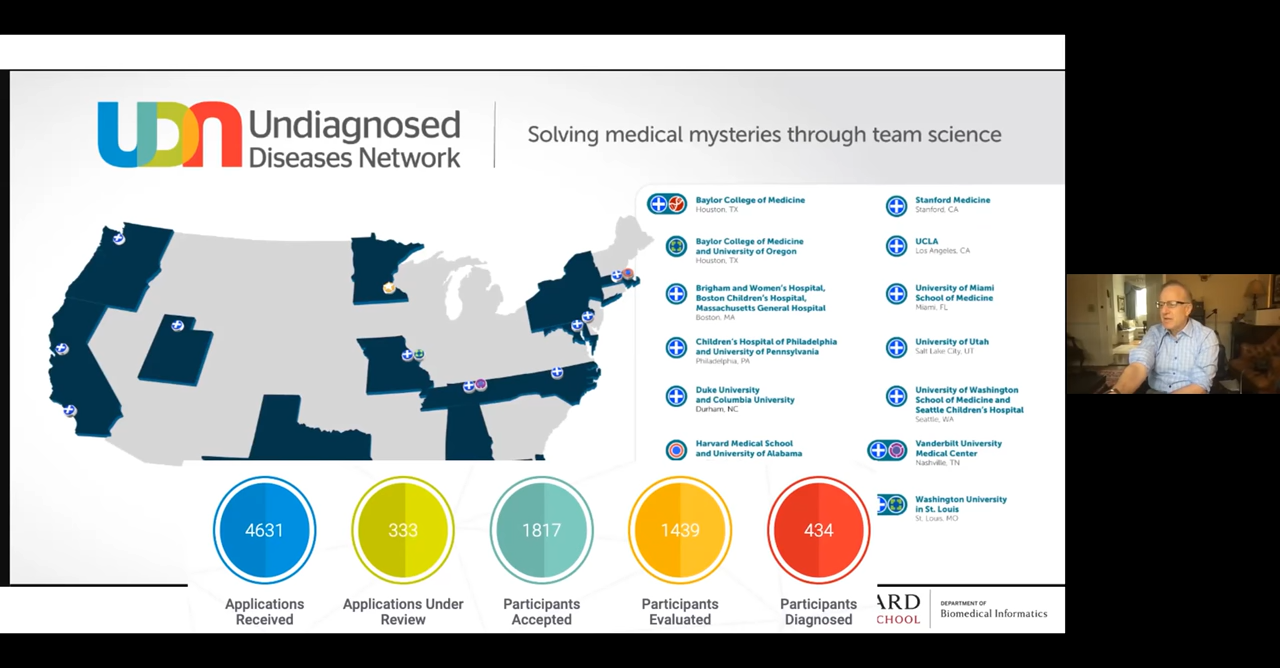 UDN Undiagnosed
Diseases Network
Solving medical mysteries through team science
Baylor College of Medicine
Houston, TX
Baylor College of Medicine
and University of Oregon
Houston, TX
Brigham and Women's Hospital,
Boston Children's Hospital,
Massachusetts General Hospital
Boston, MA
Children's Hospital of Philadelphia
and University of Pennsylvania
Philadelphia, PA
Duke University
and Columbia University
Durham, NC
Harvard Medical School
and University of Alabama
Stanford Medicine
Stanford, CA
UCLA
Los Angeles, CA
University of Miami
School of Medicine
Miami, FL
University of Utah
Salt Lake City, UT
University of Washington
School of Medicine and
Seattle Children's Hospital
Seattle, WA
Vanderbilt University
Medical Center
Nashville, TN
Washington University
in St. Louis
St. Louis, MO
4631
Applications
Received
333
Applications Under
Review
1817
Participants
Accepted
1439
Participants
Evaluated
434
Participants
Diagnosed
ARD
CHOOL
DEPARTMENT OF
Biomedical Informatics